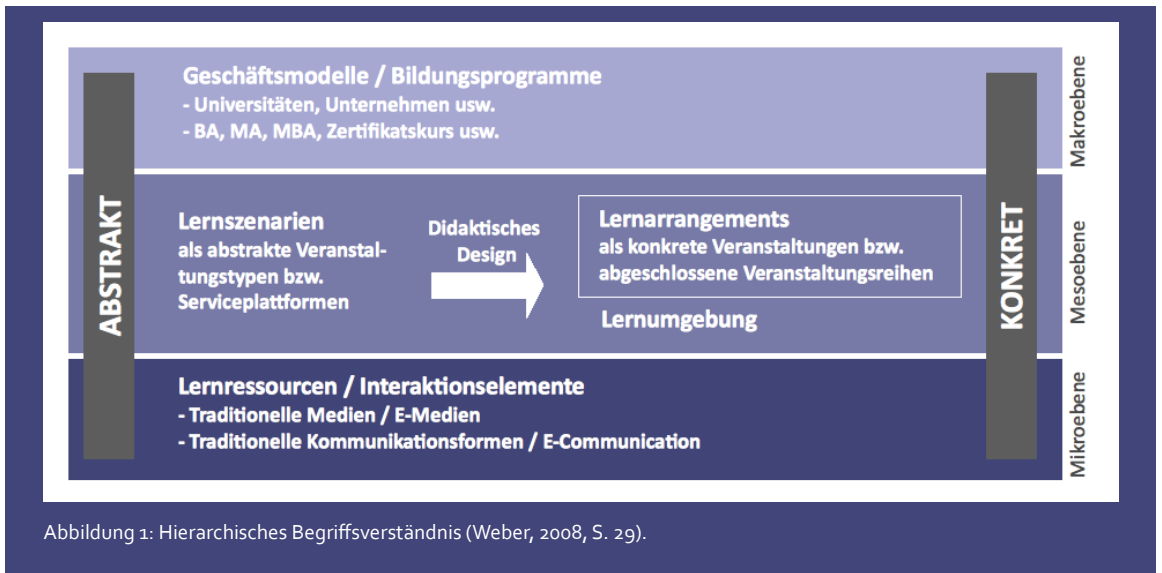 Geschäftsmodelle / Bildungsprogramme
- Universitäten, Unternehmen usw.
- BA, MA, MBA, Zertifikatskurs usw.
Makroebene
ABSTRAKT
Lernszenarien
als abstrakte Veranstal-
tungstypen bzw.
Serviceplattformen
Didaktisches
Design
Lernarrangements
als konkrete Veranstaltungen bzw.
abgeschlossene Veranstaltungsreihen
Lernumgebung
KONKRET
Mesoebene
Lernressourcen / Interaktionselemente
- Traditionelle Medien / E-Medien
- Traditionelle Kommunikationsformen / E-Communication
Mikroebene
Abbildung 1: Hierarchisches Begriffsverständnis (Weber, 2008, S. 29).